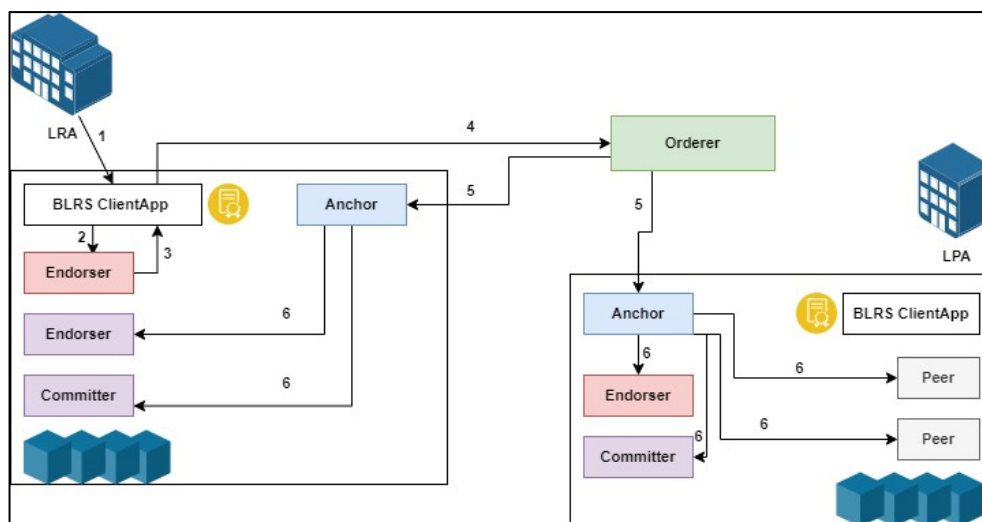 LRA
1
4
Orderer
BLRS ClientApp
Anchor
5
5
LPA
2
3
Endorser
Anchor
BLRS ClientApp
Endorser
6
6
6
Peer
Committer
6
Endorser
6
Peer
6
Committer